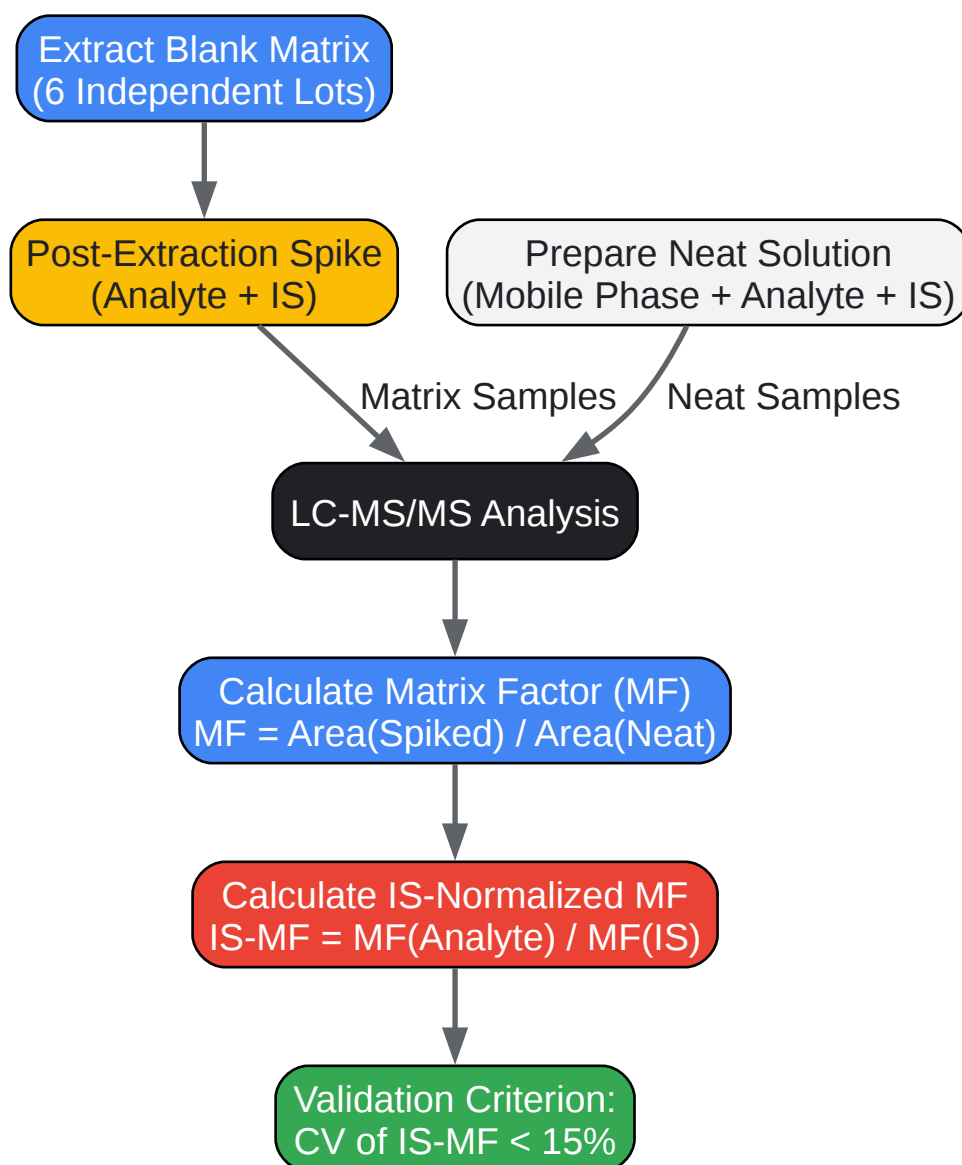 Extract Blank Matrix
(6 Independent Lots)
Post-Extraction Spike
(Analyte + IS)
Prepare Neat Solution
(Mobile Phase + Analyte + IS)
Matrix Samples
Neat Samples
LC-MS/MS Analysis
Calculate Matrix Factor (MF)
MF = Area(Spiked) / Area(Neat)
Calculate IS-Normalized MF
IS-MF = MF(Analyte) / MF(IS)
Validation Criterion:
CV of IS-MF < 15%